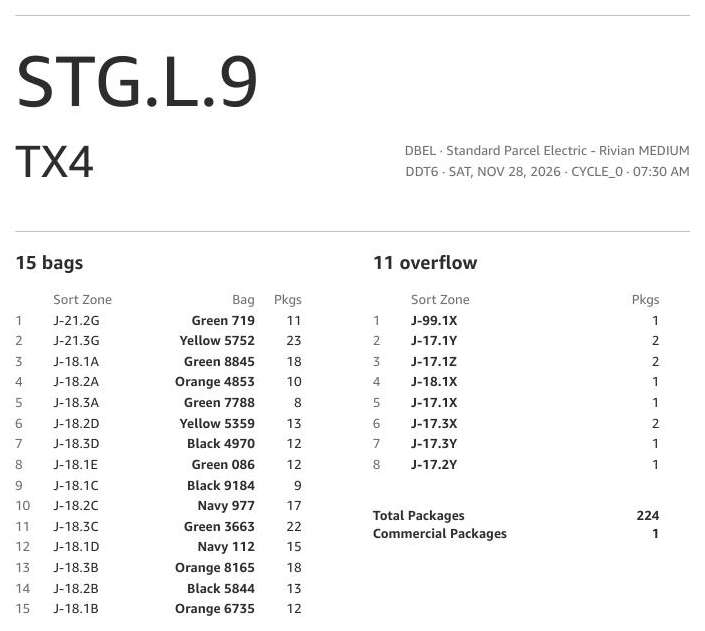 STG.L.9
TX4
DBEL · Standard Parcel Electric - Rivian MEDIUM
DDT6 · SAT, NOV 28, 2026 · CYCLE_0 · 07:30 AM
15 bags
Sort Zone Bag Pkgs
1 J-21.2G Green 719 11
2 J-21.3G Yellow 5752 23
3 J-18.1A Green 8845 18
4 J-18.2A Orange 4853 10
5 J-18.3A Green 7788 8
6 J-18.2D Yellow 5359 13
7 J-18.3D Black 4970 12
8 J-18.1E Green 086 12
9 J-18.1C Black 9184 9
10 J-18.2C Navy 977 17
11 J-18.3C Green 3663 22
12 J-18.1D Navy 112 15
13 J-18.3B Orange 8165 18
14 J-18.2B Black 5844 13
15 J-18.1B Orange 6735 12
11 overflow
Sort Zone Pkgs
1 J-99.1X 1
2 J-17.1Y 2
3 J-17.1Z 2
4 J-18.1X 1
5 J-17.1X 1
6 J-17.3X 2
7 J-17.3Y 1
8 J-17.2Y 1
Total Packages 224
Commercial Packages 1